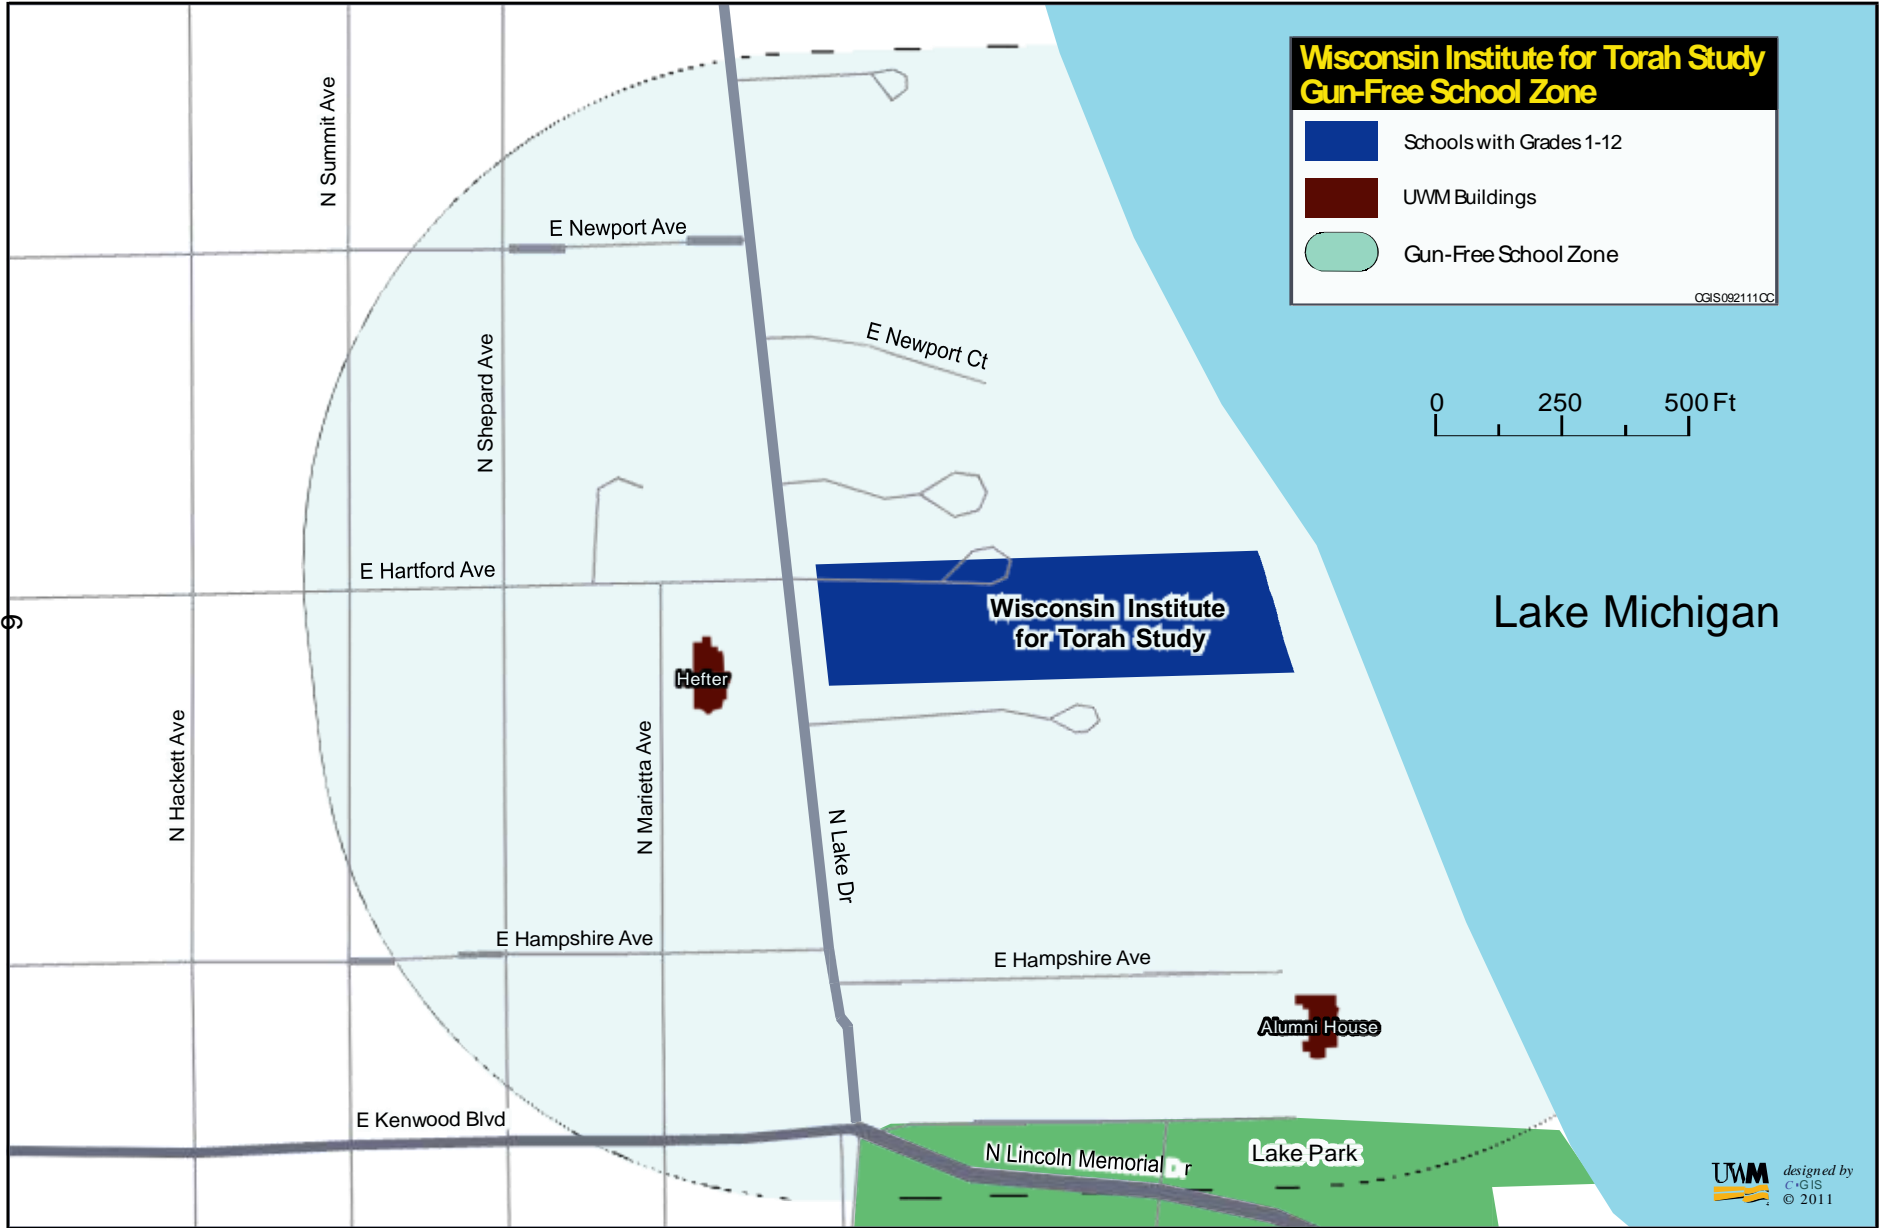 Wisconsin Institute for Torah Study
Gun-Free School Zone
Schools with Grades 1-12
UWM Buildings
Gun-Free School Zone
CGIS092111CC
N Summit Ave
E Newport Ave
E Newport Ct
N Shepard Ave
0 250 500 Ft
E Hartford Ave
Wisconsin Institute
for Torah Study
Lake Michigan
9
Hefter
N Hackett Ave
N Marietta Ave
N Lake Dr
E Hampshire Ave
E Hampshire Ave
Alumni House
E Kenwood Blvd
N Lincoln Memorial Dr
Lake Park
UWM
designed by
C•GIS
© 2011